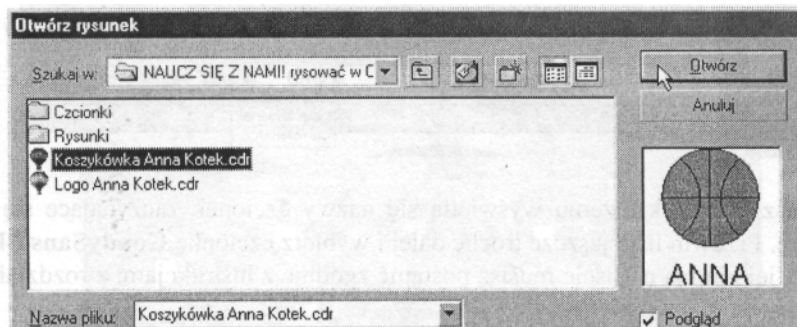 Otwórz rysunek
Szukaj w: NAUCZ SIĘ Z NAMI! rysować w C
Otwórz
Anuluj
Czcionki
Rysunki
Koszykówka Anna Kotek.cdr
Logo Anna Kotek.cdr
ANNA
Nazwa pliku: Koszykówka Anna Kotek.cdr
Podgląd